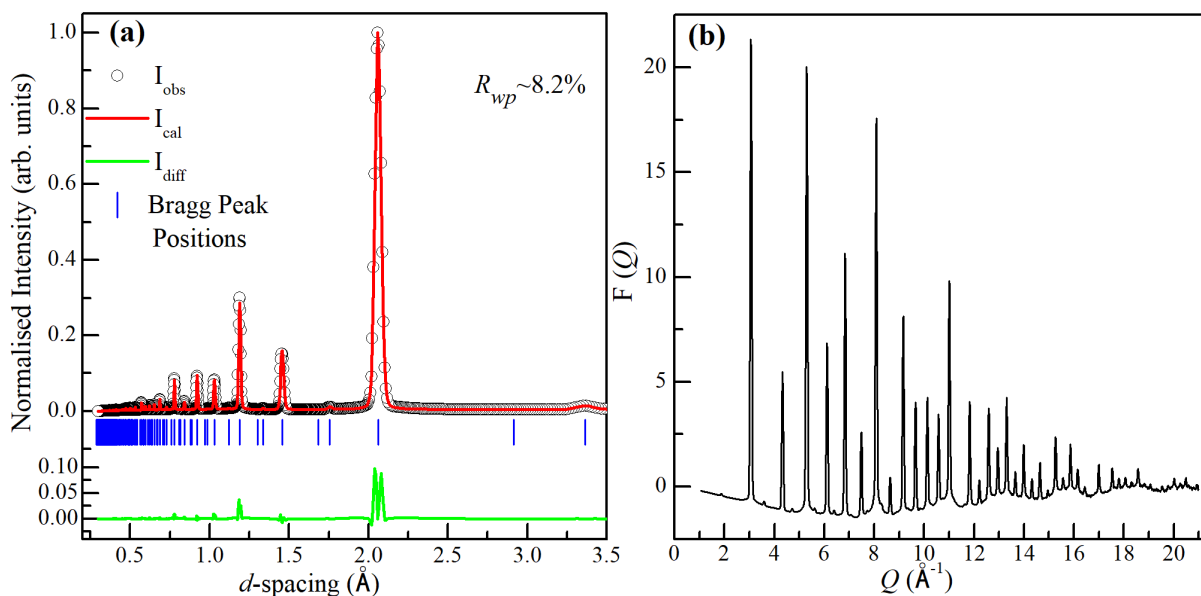 (a)
I_obs
I_cal
I_diff
Bragg Peak
Positions
R_wp~8.2%
Normalised Intensity (arb. units)
1.0
0.8
0.6
0.4
0.2
0.0
0.10
0.05
0.00
0.5 1.0 1.5 2.0 2.5 3.0 3.5
d-spacing (Å)
(b)
F (Q)
20
15
10
5
0
0 2 4 6 8 10 12 14 16 18 20
Q (Å⁻¹)